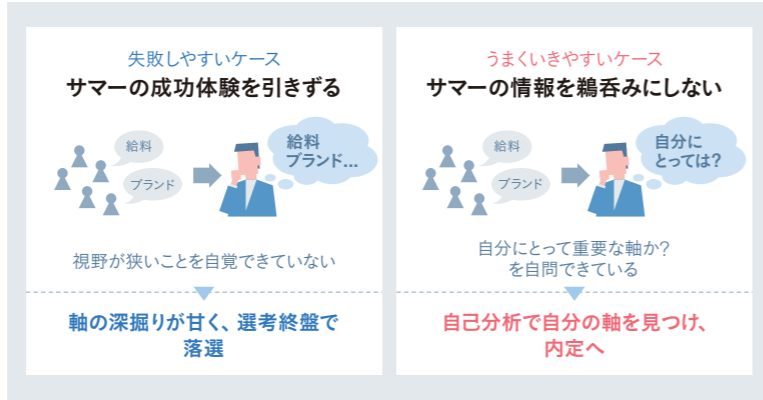 失敗しやすいケース
サマーの成功体験を引きずる
給料
ブランド
給料
ブランド…
視野が狭いことを自覚できていない
軸の深掘りが甘く、選考終盤で
落選
うまくいきやすいケース
サマーの情報を鵜呑みにしない
給料
ブランド
自分に
とっては?
自分にとって重要な軸か?
を自問できている
自己分析で自分の軸を見つけ、
内定へ